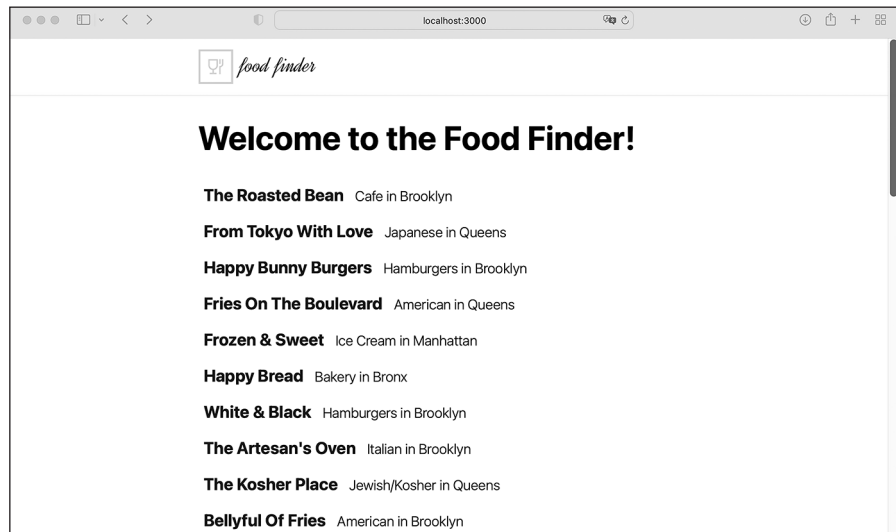 localhost:3000
food finder
Welcome to the Food Finder!
The Roasted Bean Cafe in Brooklyn
From Tokyo With Love Japanese in Queens
Happy Bunny Burgers Hamburgers in Brooklyn
Fries On The Boulevard American in Queens
Frozen & Sweet Ice Cream in Manhattan
Happy Bread Bakery in Bronx
White & Black Hamburgers in Brooklyn
The Artesan's Oven Italian in Brooklyn
The Kosher Place Jewish/Kosher in Queens
Bellyful Of Fries American in Brooklyn